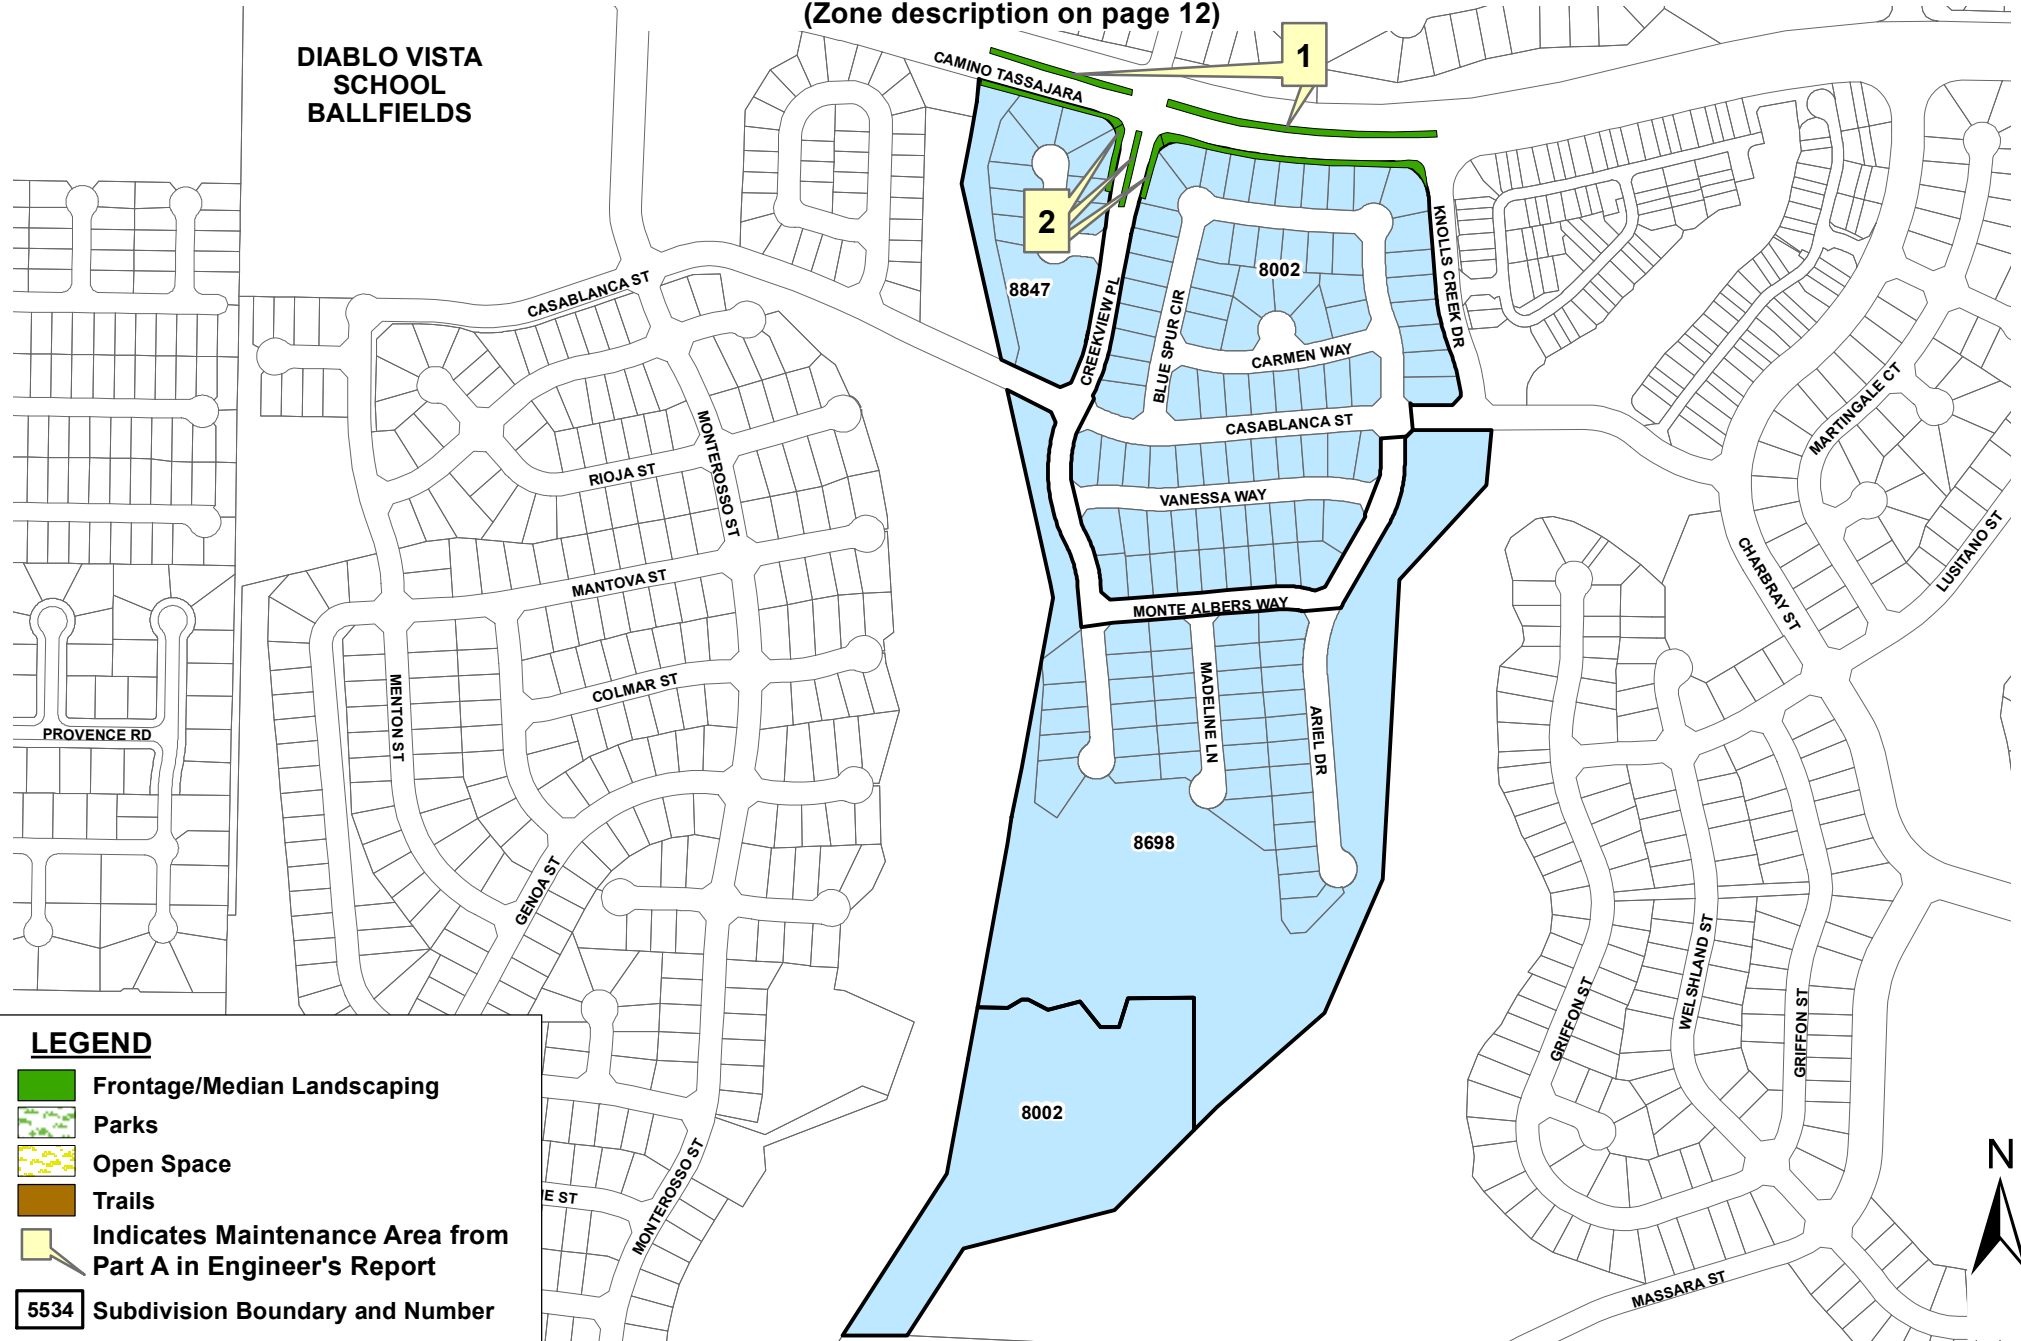 (Zone description on page 12)
DIABLO VISTA
SCHOOL
BALLFIELDS
1
CAMINO TASSAJARA
2
KNOLLS CREEK DR
8002
8847
CASABLANCA ST
CREEKVIEW PL
BLUE SPUR CIR
CARMEN WAY
MARTINGALE CT
MONTEROSSO ST
CASABLANCA ST
RIOJA ST
VANESSA WAY
LUSITANO ST
CHARBRAY ST
MANTOVA ST
MONTE ALBERS WAY
MENTON ST
COLMAR ST
MADELINE LN
ARIEL DR
PROVENCE RD
8698
GENOA ST
WELSHLAND ST
GRIFFON ST
GRIFFON ST
8002
MONTEROSSO ST
IE ST
MASSARA ST
N
LEGEND
Frontage/Median Landscaping
Parks
Open Space
Trails
Indicates Maintenance Area from
Part A in Engineer's Report
5534 Subdivision Boundary and Number